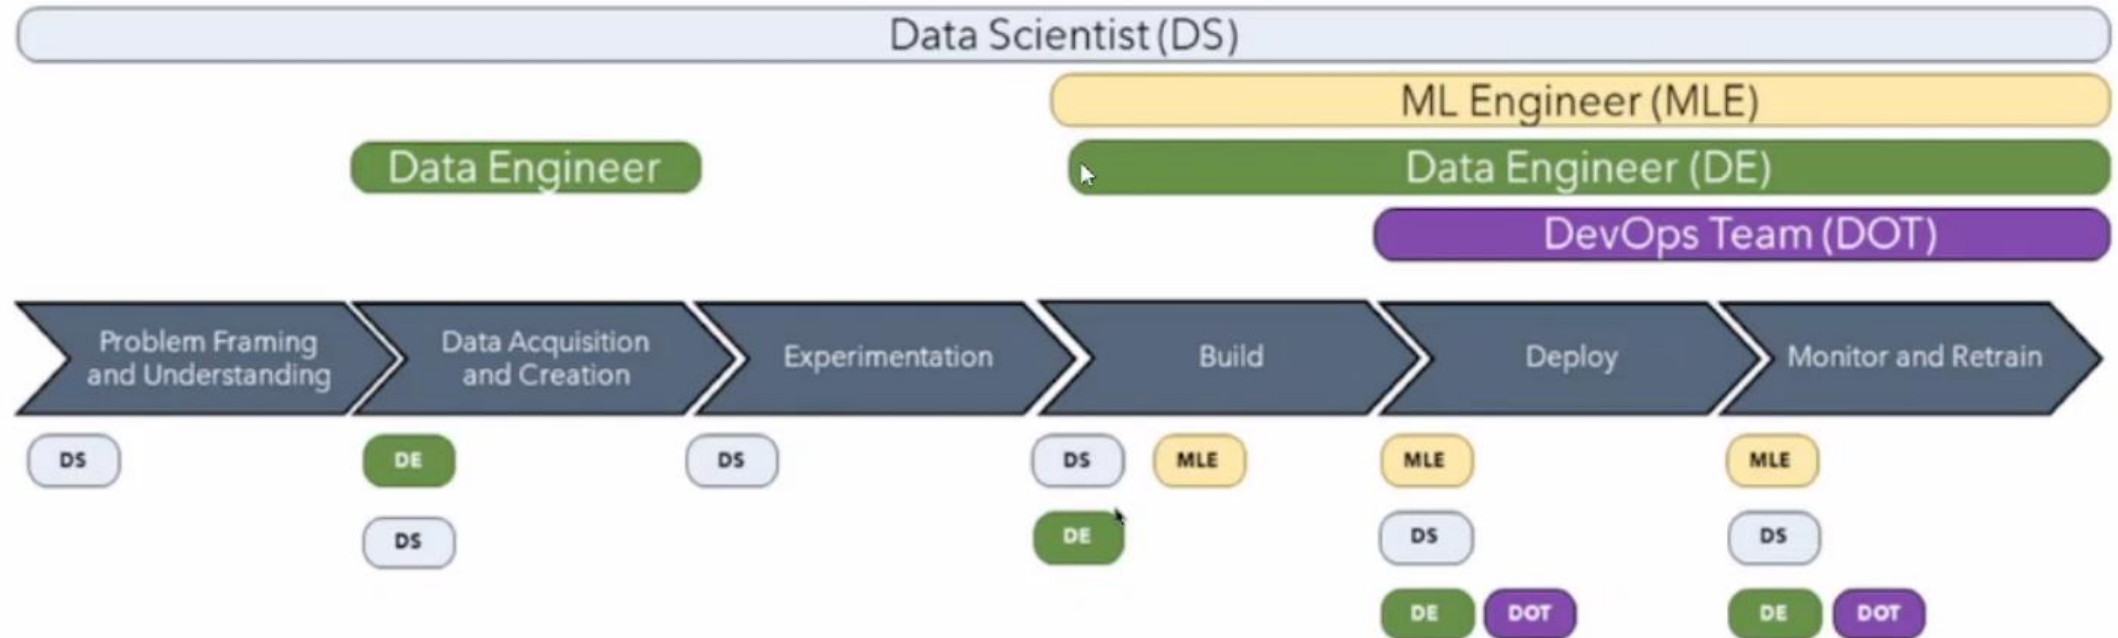 Data Scientist (DS)
ML Engineer (MLE)
Data Engineer
Data Engineer (DE)
DevOps Team (DOT)
Problem Framing
and Understanding
Data Acquisition
and Creation
Experimentation
Build
Deploy
Monitor and Retrain
DS
DE
DS
DS
DS
MLE
DE
MLE
DS
DE
DOT
MLE
DS
DE
DOT